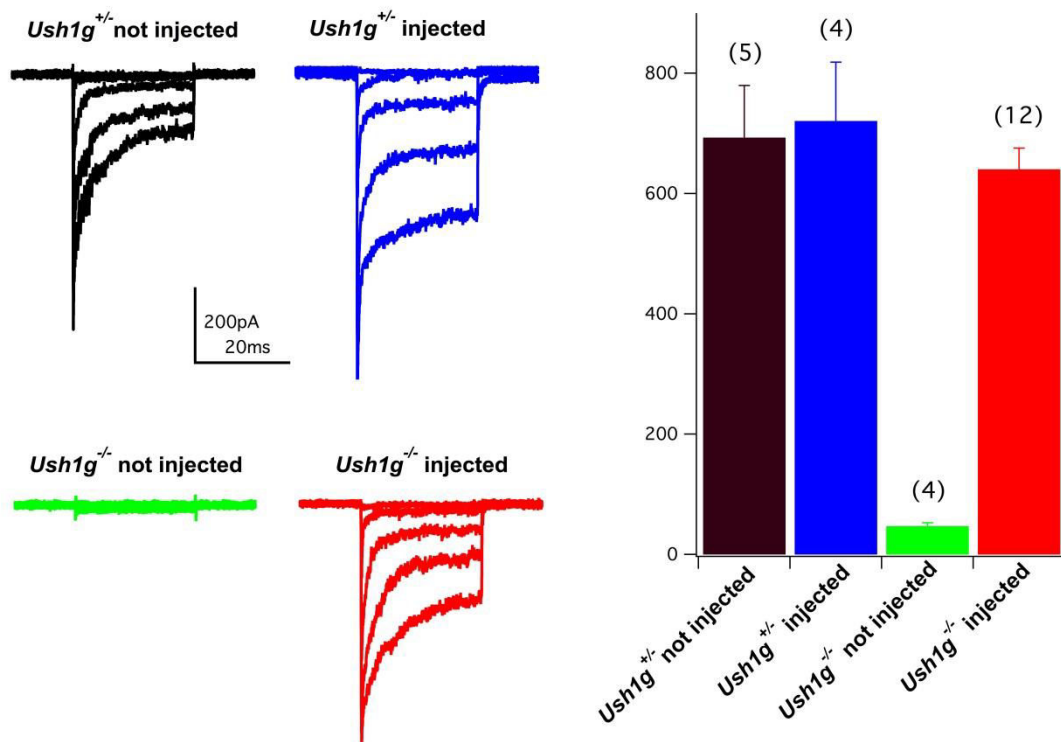 Ush1g+/- not injected
Ush1g+/- injected
200pA
20ms
Ush1g-/- not injected
Ush1g-/- injected
800
600
400
200
0
(5)
(4)
(4)
(12)
Ush1g+/- not injected
Ush1g+/- injected
Ush1g-/- not injected
Ush1g-/- injected